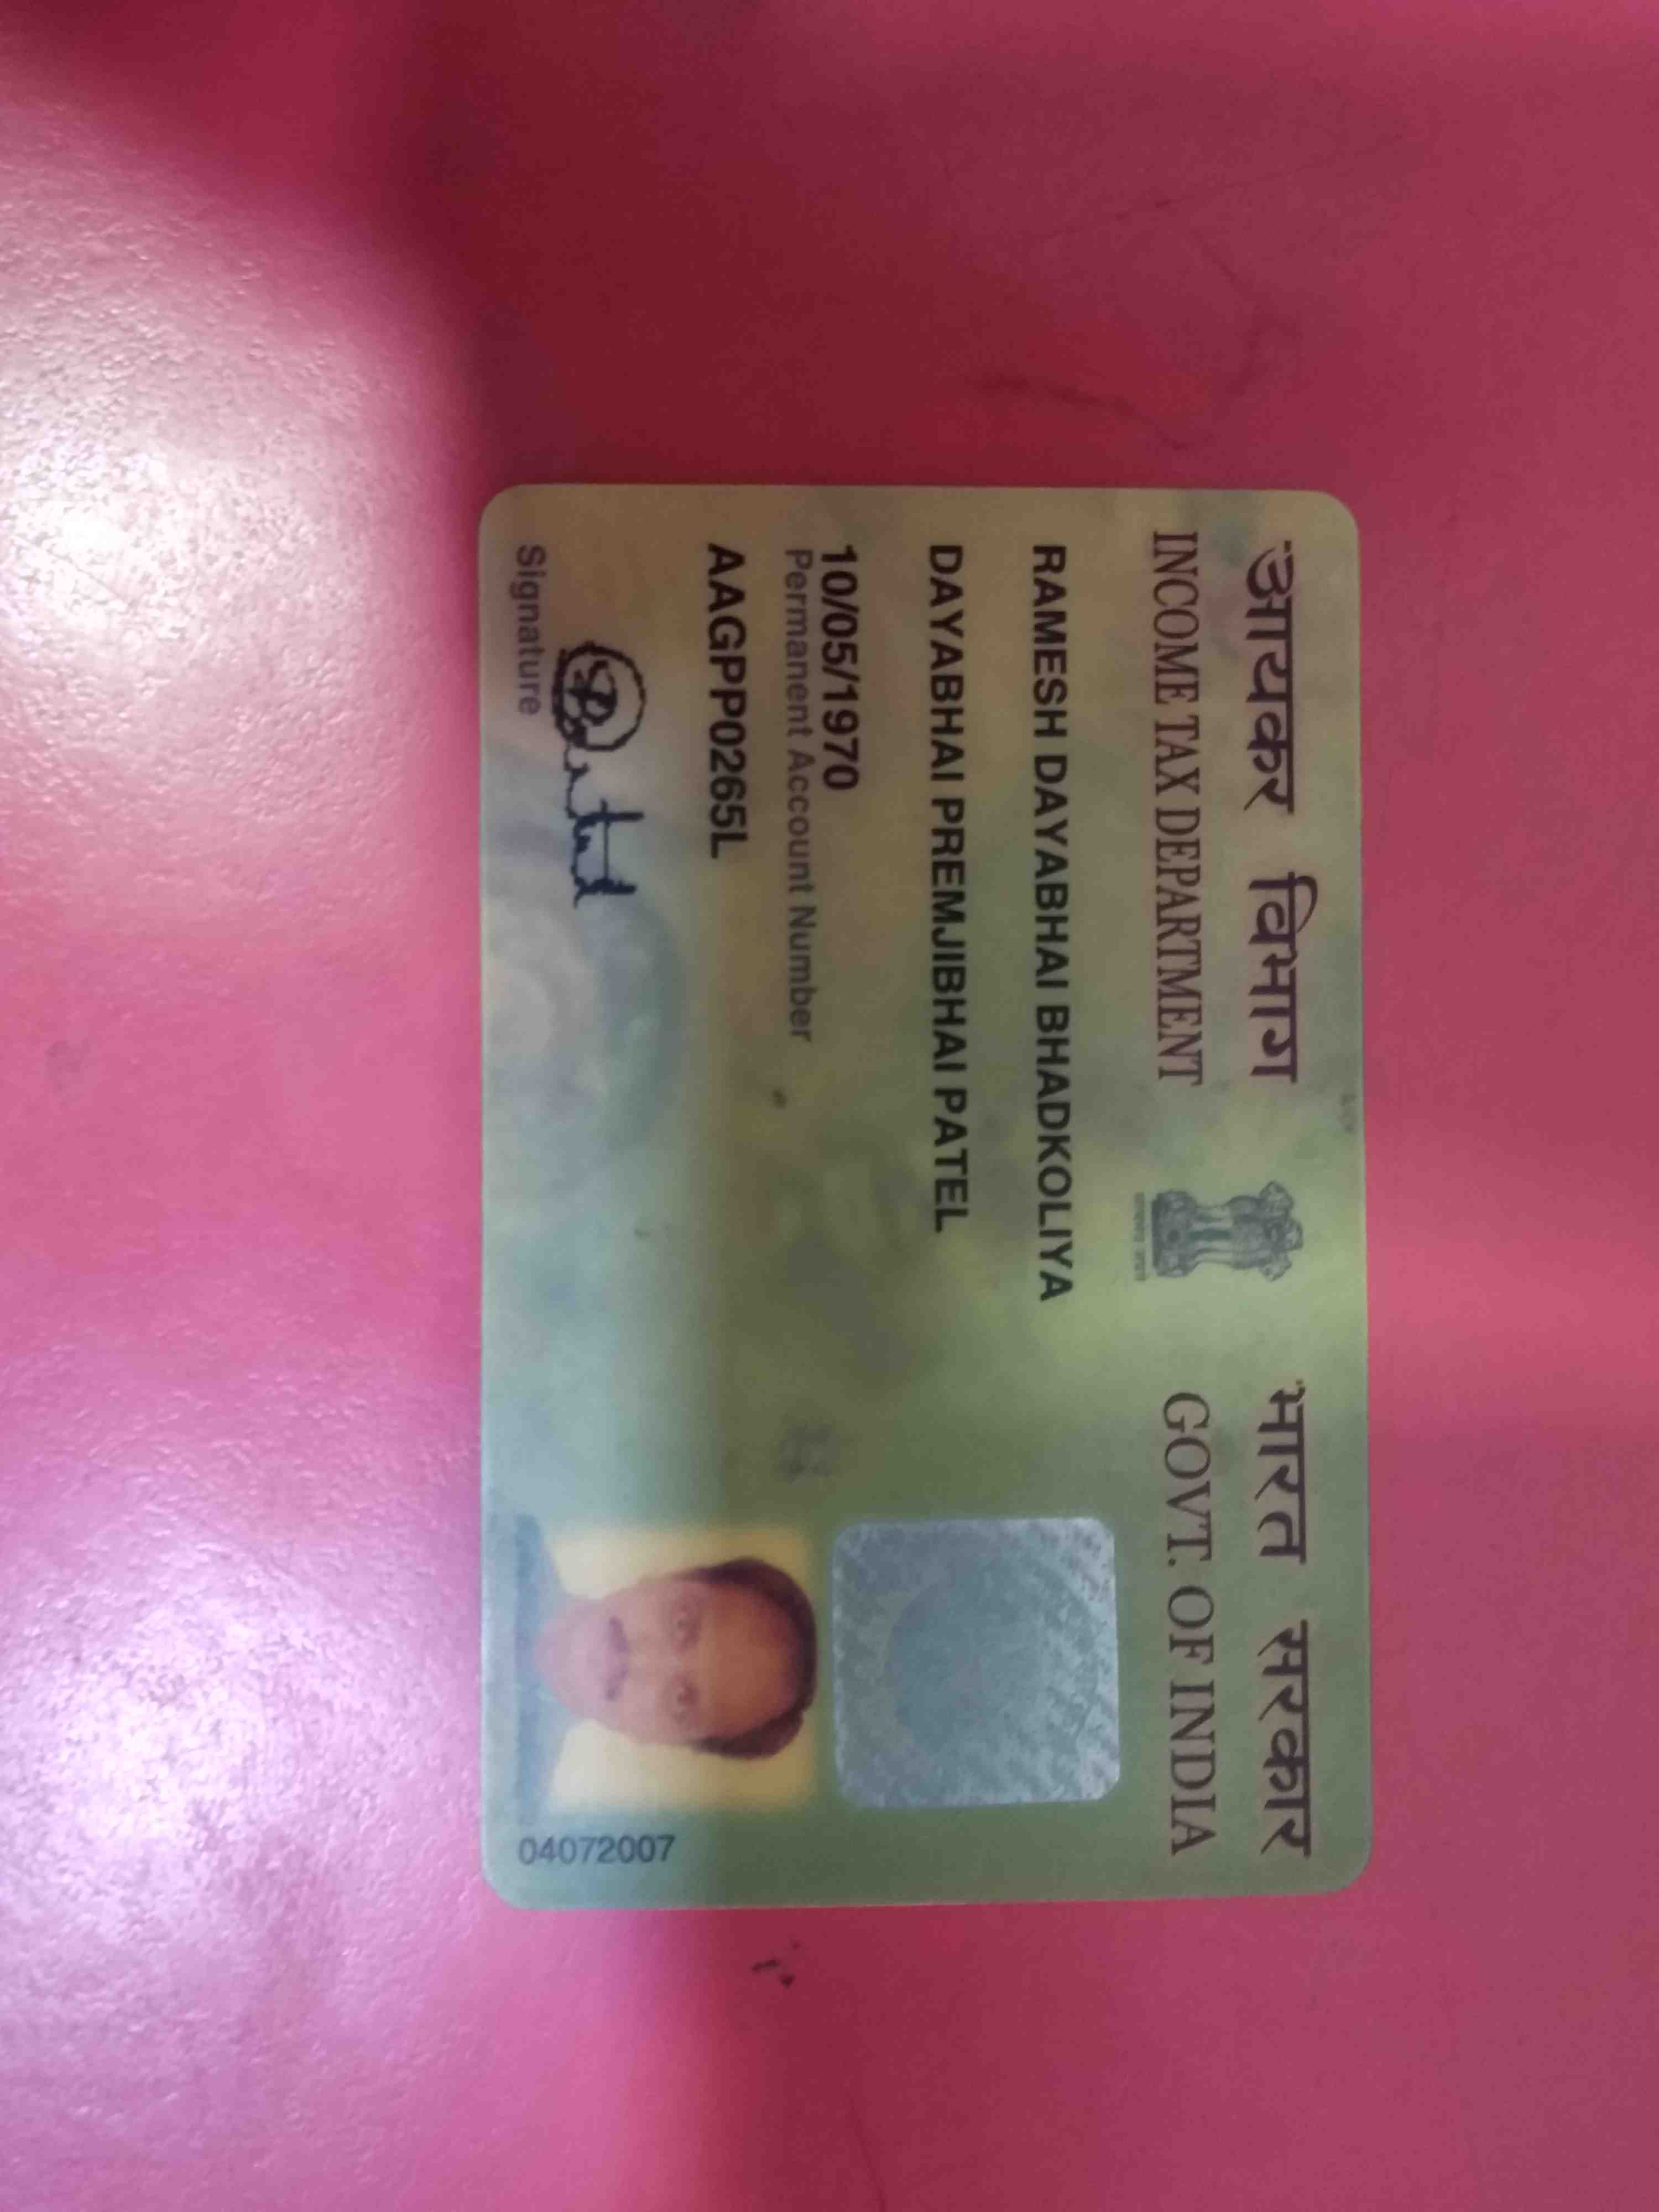 आयकर विभाग
INCOME TAX DEPARTMENT
भारत सरकार
GOVT. OF INDIA
RAMESH DAYABHAI BHADKOLIYA
DAYABHAI PREMJIBHAI PATEL
10/05/1970
Permanent Account Number
AAGPP0265L
Signature
04072007